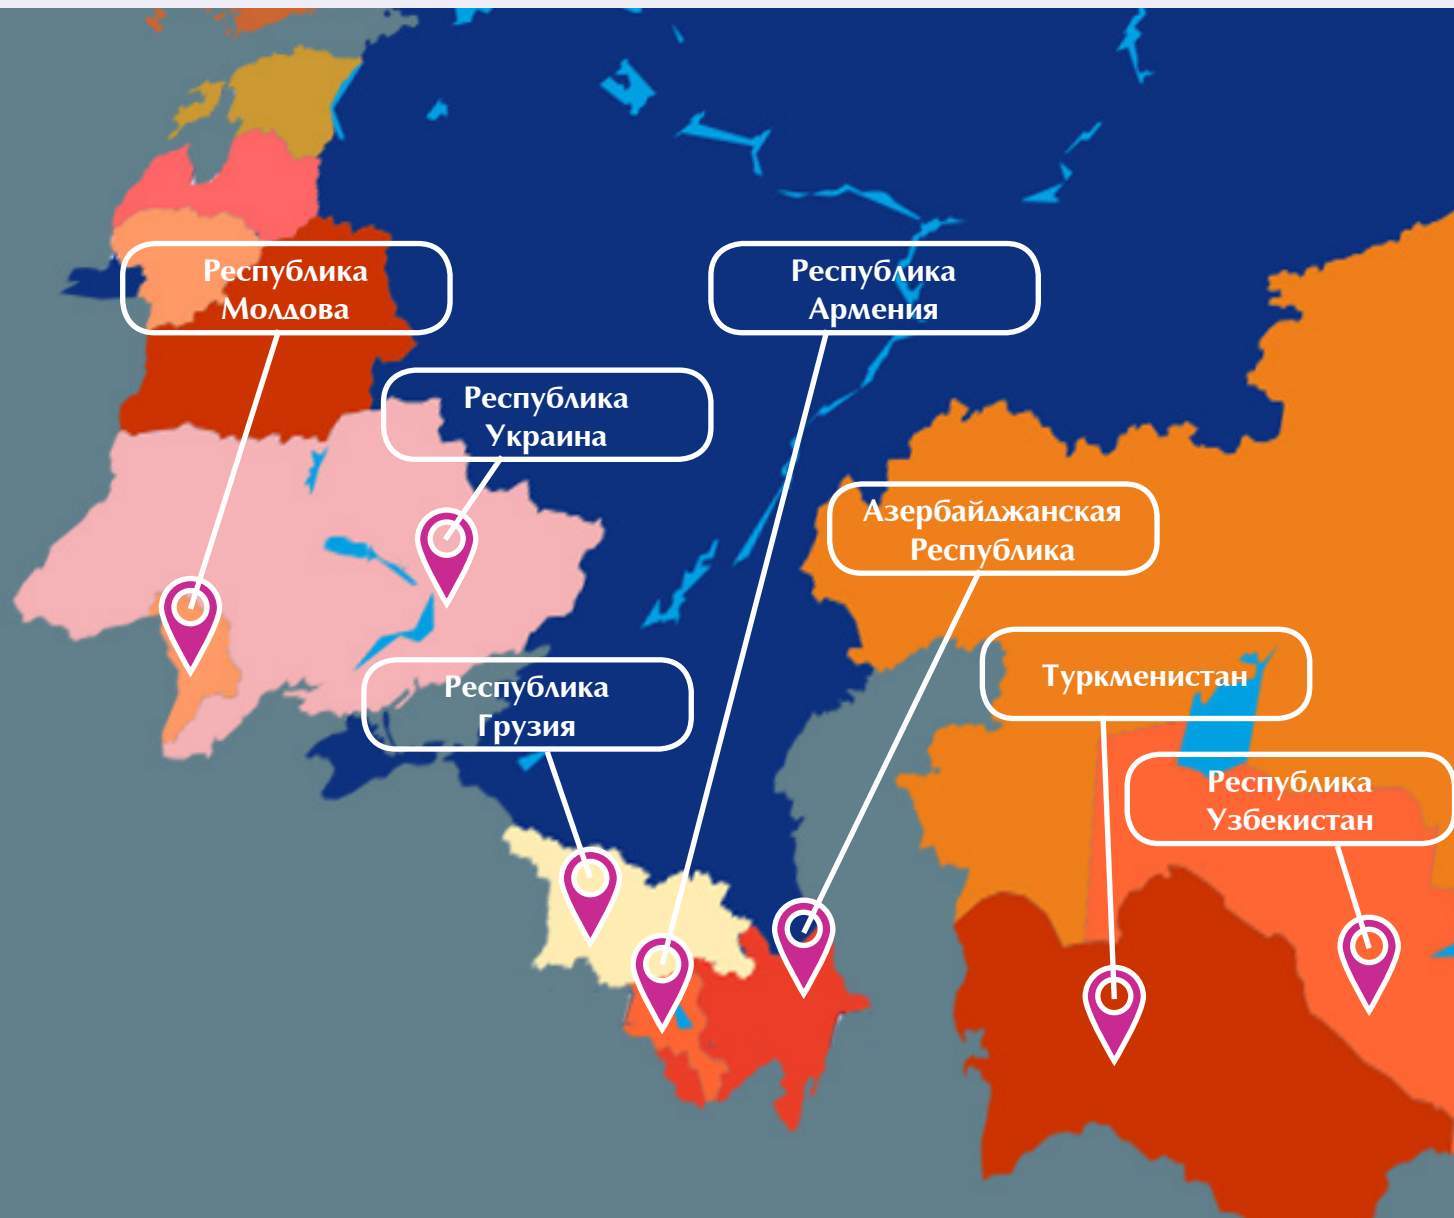 Республика
Молдова
Республика
Армения
Республика
Украина
Азербайджанская
Республика
Республика
Грузия
Туркменистан
Республика
Узбекистан